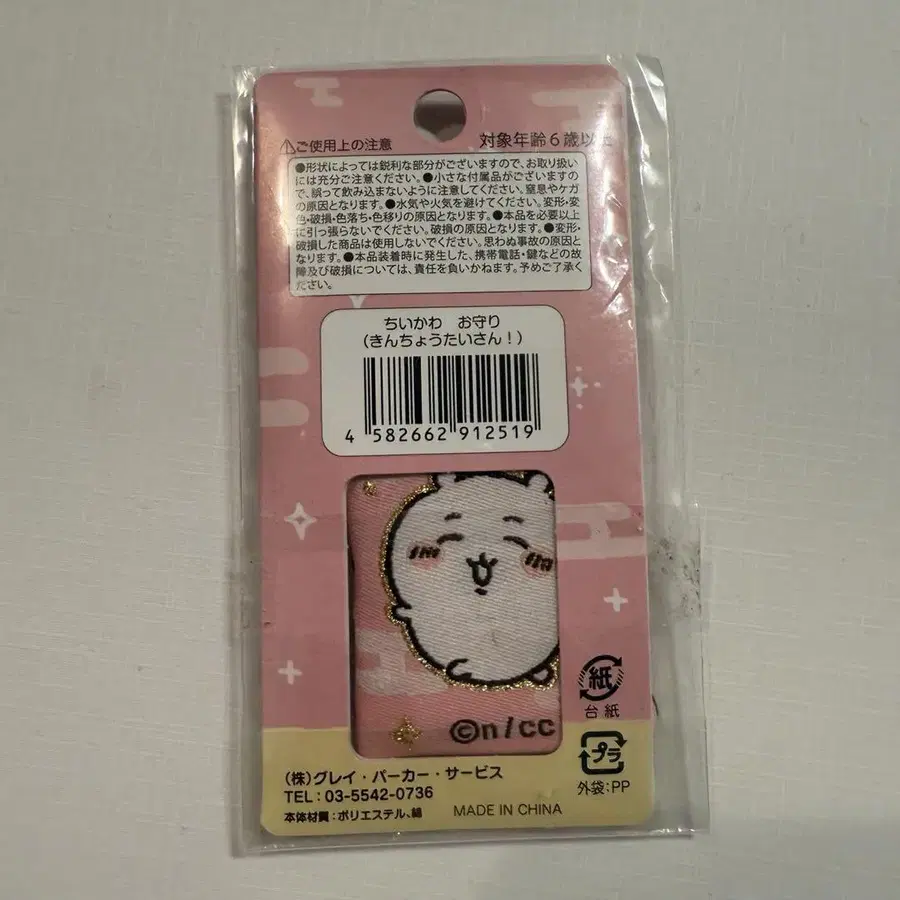 ⚠ご使用上の注意
対象年齢6歳以上
●形状によっては鋭利な部分がございますので、お取り扱い
には充分ご注意ください。●小さな付属品がございますの
で、誤って飲み込まないように注意してください。窒息やケガ
の原因となります。●水気や火気を避けてください。変形・変
色・破損・色落ち・色移りの原因となります。●本品を必要以上
に引っ張らないでください。破損の原因となります。●変形・
破損した商品は使用しないでください。思わぬ事故の原因と
なります。●本品装着時に発生した、携帯電話・鍵などの故
障及び破損については、責任を負いかねます。予めご了承く
ださい。
ちいかわ お守り
(きんちょうたいさん!)
4 582662 912519
©n/cc
紙
台紙
プラ
外袋:PP
(株)グレイ・パーカー・サービス
TEL:03-5542-0736
本体材質:ポリエステル、綿
MADE IN CHINA